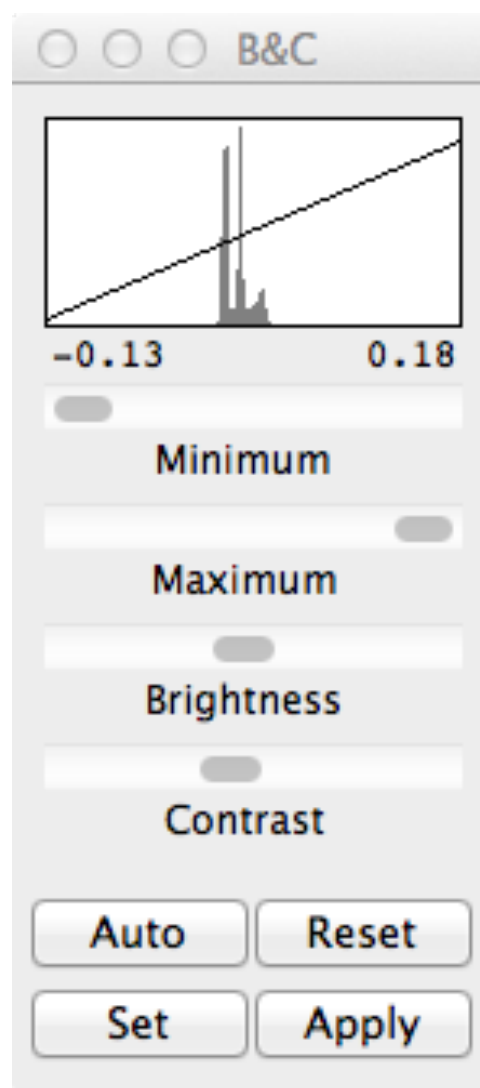 B&C
-0.13 0.18
Minimum
Maximum
Brightness
Contrast
Auto Reset
Set Apply